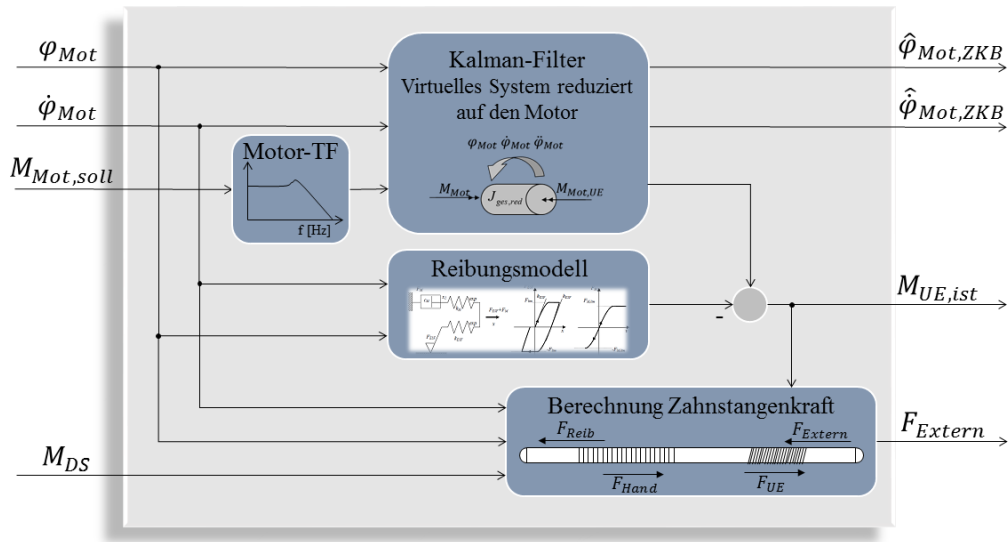 φ_Mot
φ̇_Mot
M_Mot,soll
M_DS
Motor-TF
f [Hz]
Kalman-Filter
Virtuelles System reduziert
auf den Motor
φ_Mot φ̇_Mot φ̈_Mot
M_Mot
J_ges,red
M_Mot,UE
Reibungsmodell
-
Berechnung Zahnstangenkraft
F_Reib
F_Extern
F_Hand
F_UE
φ̂_Mot,ZKB
φ̇̂_Mot,ZKB
M_UE,ist
F_Extern